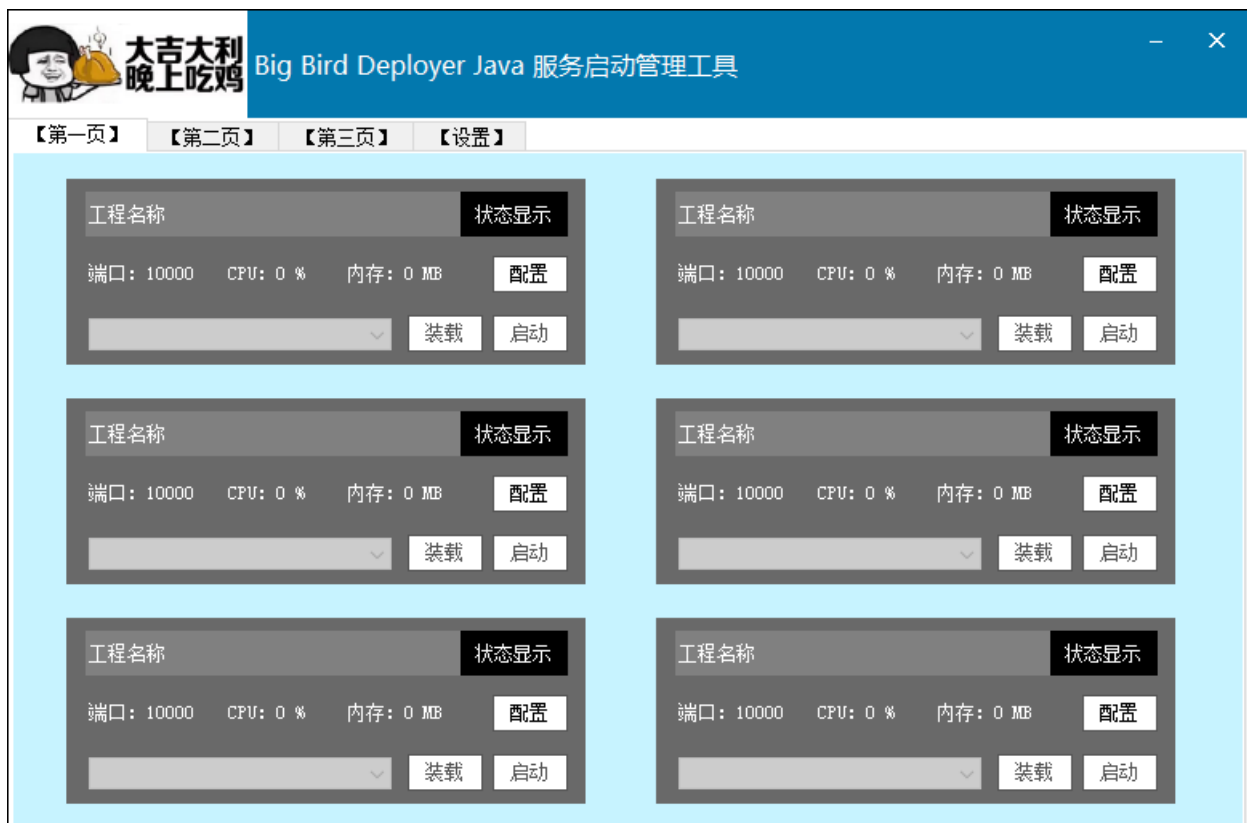 大吉大利
晚上吃鸡
Big Bird Deployer Java 服务启动管理工具
【第一页】 【第二页】 【第三页】 【设置】
工程名称 状态显示
端口: 10000 CPU: 0 % 内存: 0 MB 配置
装载 启动
工程名称 状态显示
端口: 10000 CPU: 0 % 内存: 0 MB 配置
装载 启动
工程名称 状态显示
端口: 10000 CPU: 0 % 内存: 0 MB 配置
装载 启动
工程名称 状态显示
端口: 10000 CPU: 0 % 内存: 0 MB 配置
装载 启动
工程名称 状态显示
端口: 10000 CPU: 0 % 内存: 0 MB 配置
装载 启动
工程名称 状态显示
端口: 10000 CPU: 0 % 内存: 0 MB 配置
装载 启动